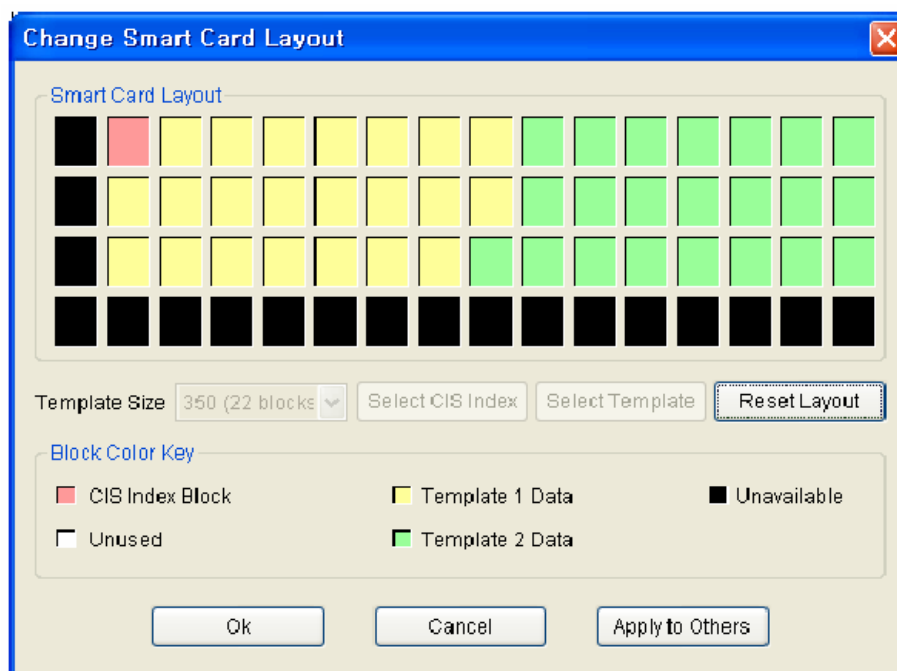 Change Smart Card Layout
Smart Card Layout
Template Size 350 (22 blocks Select CIS Index Select Template Reset Layout
Block Color Key
CIS Index Block Template 1 Data Unavailable
Unused Template 2 Data
Ok Cancel Apply to Others